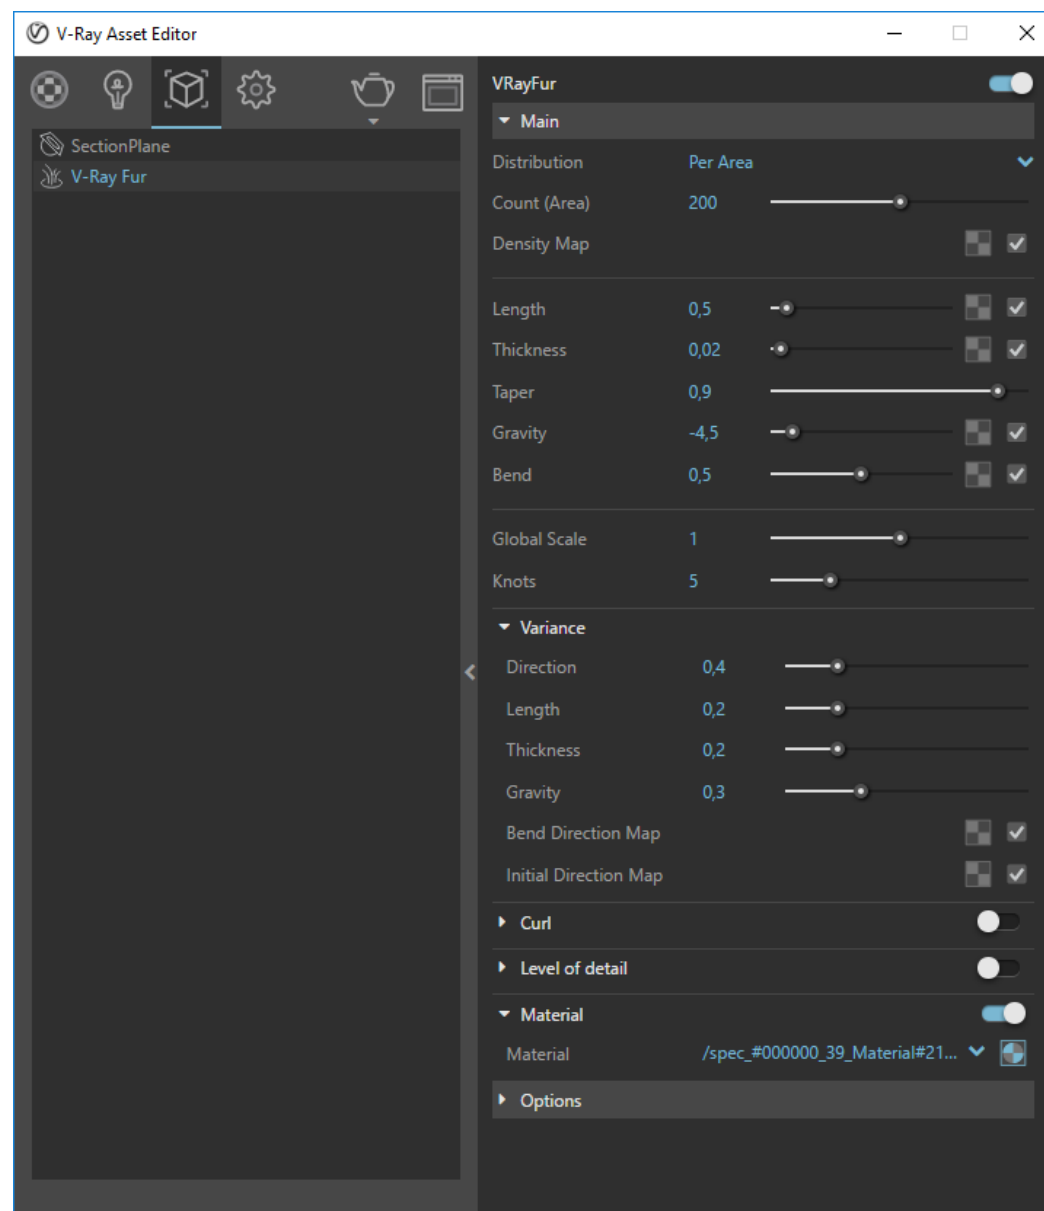 V-Ray Asset Editor
SectionPlane
V-Ray Fur
VRayFur
Main
Distribution Per Area
Count (Area) 200
Density Map
Length 0,5
Thickness 0,02
Taper 0,9
Gravity -4,5
Bend 0,5
Global Scale 1
Knots 5
Variance
Direction 0,4
Length 0,2
Thickness 0,2
Gravity 0,3
Bend Direction Map
Initial Direction Map
Curl
Level of detail
Material
Material /spec_#000000_39_Material#21...
Options